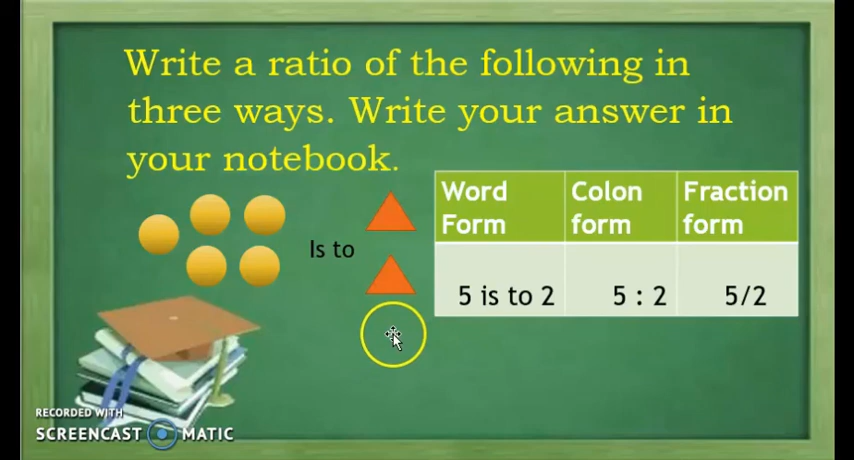 Write a ratio of the following in
three ways. Write your answer in
your notebook.
Is to
Word Form
Colon form
Fraction form
5 is to 2
5 : 2
5/2
RECORDED WITH
SCREENCAST MATIC